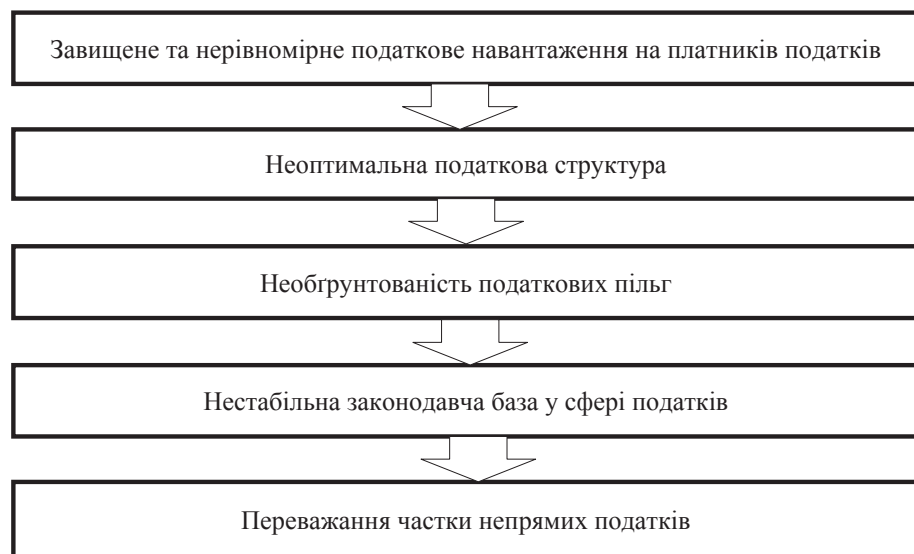 Завищене та нерівномірне податкове навантаження на платників податків
Неоптимальна податкова структура
Необґрунтованість податкових пільг
Нестабільна законодавча база у сфері податків
Переважання частки непрямих податків